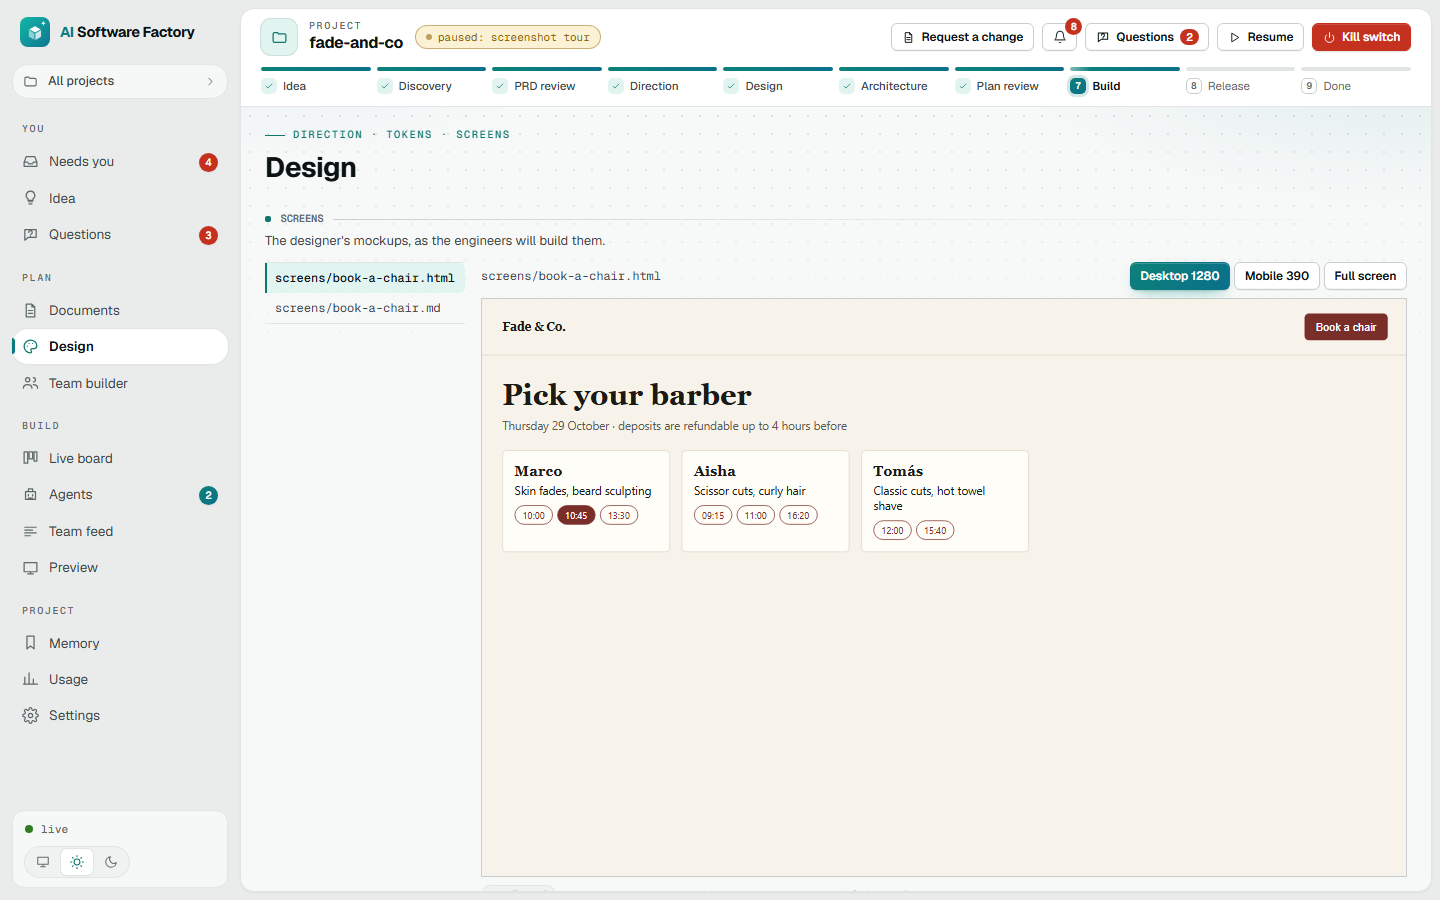 AI Software Factory
All projects
YOU
Needs you 4
Idea
Questions 3
PLAN
Documents
Design
Team builder
BUILD
Live board
Agents 2
Team feed
Preview
PROJECT
Memory
Usage
Settings
live
PROJECT
fade-and-co
paused: screenshot tour
Request a change
8
Questions 2
Resume
Kill switch
Idea
Discovery
PRD review
Direction
Design
Architecture
Plan review
7 Build
8 Release
9 Done
DIRECTION · TOKENS · SCREENS
Design
SCREENS
The designer's mockups, as the engineers will build them.
screens/book-a-chair.html
screens/book-a-chair.md
screens/book-a-chair.html
Desktop 1280
Mobile 390
Full screen
Fade & Co.
Book a chair
Pick your barber
Thursday 29 October · deposits are refundable up to 4 hours before
Marco
Skin fades, beard sculpting
10:00 10:45 13:30
Aisha
Scissor cuts, curly hair
09:15 11:00 16:20
Tomás
Classic cuts, hot towel
shave
12:00 15:40